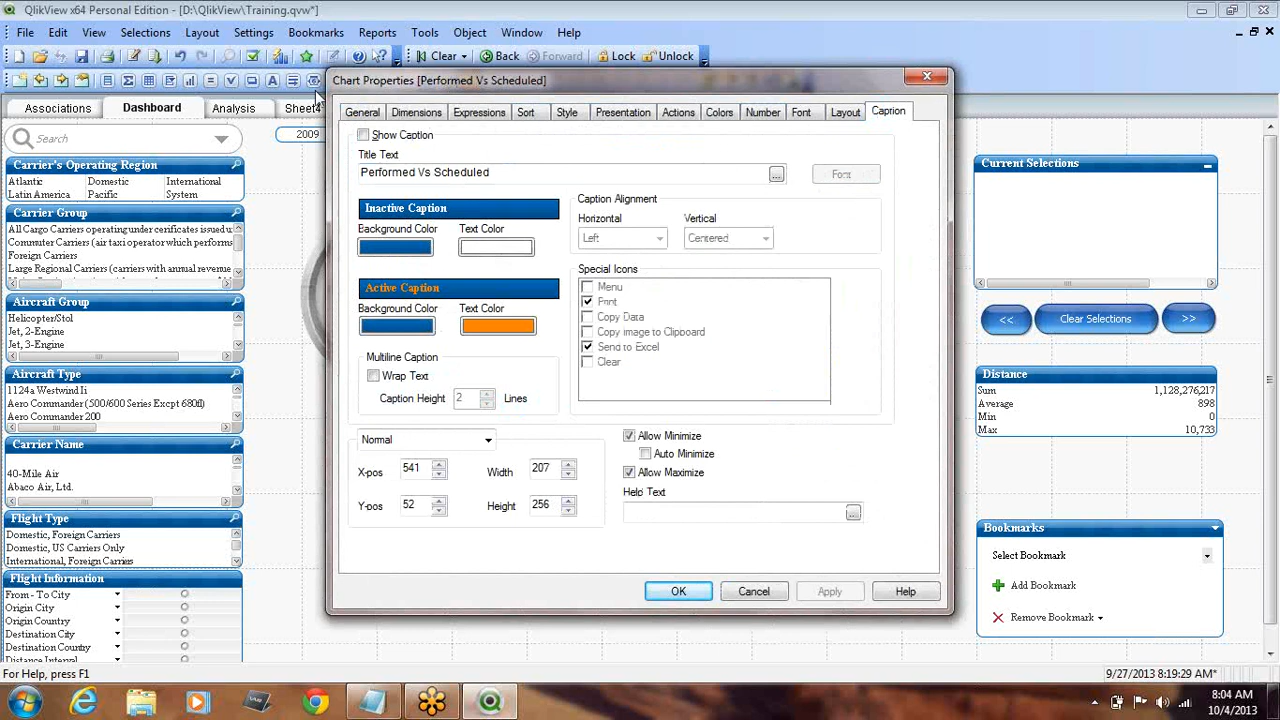 QlikView x64 Personal Edition - [D:\QlikView\Training.qvw*]
File Edit View Selections Layout Settings Bookmarks Reports Tools Object Window Help
Clear Back Forward Lock Unlock
Associations Dashboard Analysis Sheet4
Search
2009
Carrier's Operating Region
Atlantic Domestic International
Latin America Pacific System
Carrier Group
All Cargo Carriers operating under certificates issued u
Commuter Carriers (air taxi operator which performs
Foreign Carriers
Large Regional Carriers (carriers with annual revenue
Aircraft Group
Helicopter/Stol
Jet, 2-Engine
Jet, 3-Engine
Aircraft Type
1124a Westwind Ii
Aero Commander (500/600 Series Excpt 680fl)
Aero Commander 200
Carrier Name
40-Mile Air
Abaco Air, Ltd.
Flight Type
Domestic, Foreign Carriers
Domestic, US Carriers Only
International, Foreign Carriers
Flight Information
From - To City
Origin City
Origin Country
Destination City
Destination Country
Distance Interval
Chart Properties [Performed Vs Scheduled]
General Dimensions Expressions Sort Style Presentation Actions Colors Number Font Layout Caption
Show Caption
Title Text
Performed Vs Scheduled
...
Font
Inactive Caption
Background Color Text Color
Active Caption
Background Color Text Color
Multiline Caption
Wrap Text
Caption Height 2 Lines
Caption Alignment
Horizontal Vertical
Left Centered
Special Icons
Menu
Print
Copy Data
Copy image to Clipboard
Send to Excel
Clear
Normal
X-pos 541 Width 207
Y-pos 52 Height 256
Allow Minimize
Auto Minimize
Allow Maximize
Help Text
...
OK Cancel Apply Help
Current Selections
<< Clear Selections >>
Distance
Sum 1,128,276,217
Average 898
Min 0
Max 10,733
Bookmarks
Select Bookmark
Add Bookmark
Remove Bookmark
For Help, press F1
9/27/2013 8:19:29 AM*
8:04 AM
10/4/2013